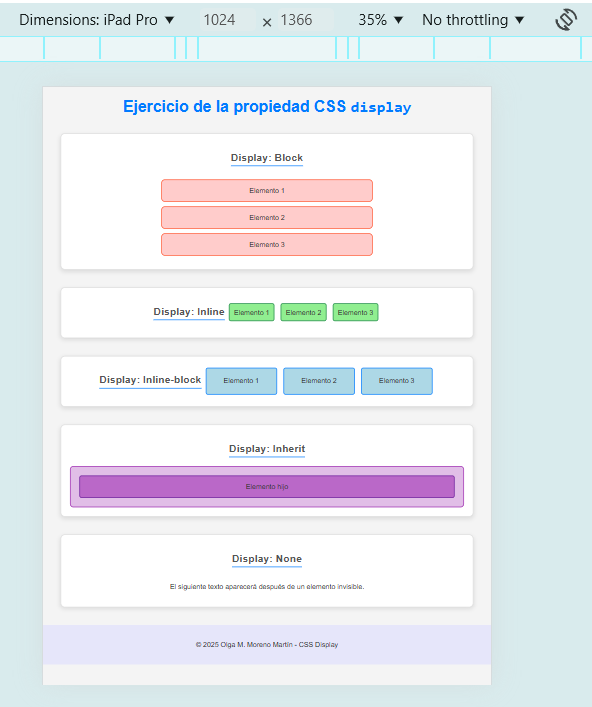 Dimensions: iPad Pro ▼ 1024 × 1366 35% ▼ No throttling ▼
Ejercicio de la propiedad CSS display
Display: Block
Elemento 1
Elemento 2
Elemento 3
Display: Inline Elemento 1 Elemento 2 Elemento 3
Display: Inline-block Elemento 1 Elemento 2 Elemento 3
Display: Inherit
Elemento hijo
Display: None
El siguiente texto aparecerá después de un elemento invisible.
© 2025 Olga M. Moreno Martín - CSS Display